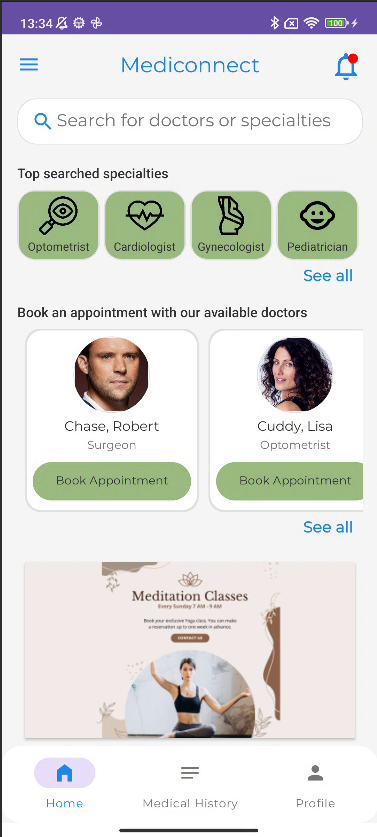 13:34
100
Mediconnect
Search for doctors or specialties
Top searched specialties
Optometrist Cardiologist Gynecologist Pediatrician
See all
Book an appointment with our available doctors
Chase, Robert Cuddy, Lisa
Surgeon Optometrist
Book Appointment Book Appointment
See all
Meditation Classes
Every Sunday 7 AM - 9 AM
Book your exclusive Yoga class. You can make
a reservation up to one week in advance.
CONTACT US
Home Medical History Profile